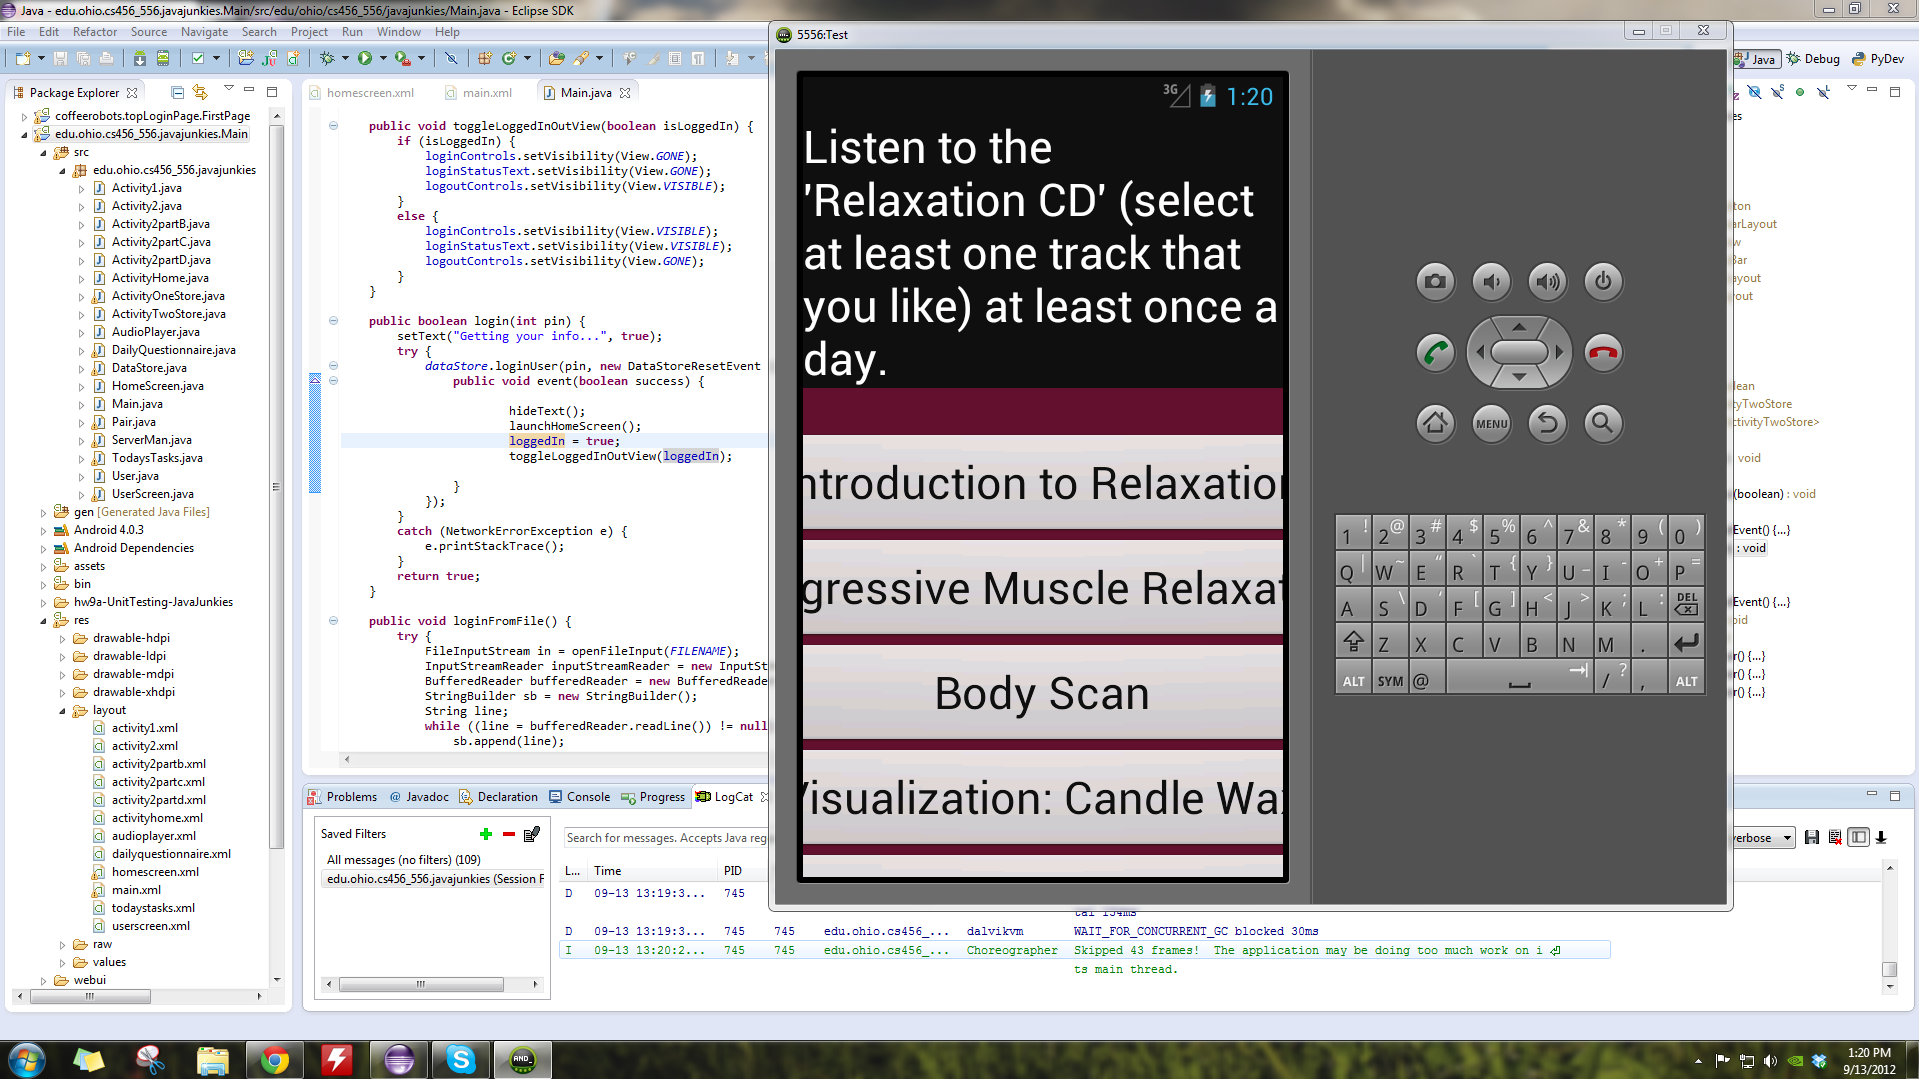 Java - edu.ohio.cs456_556.javajunkies.Main/src/edu/ohio/cs456_556/javajunkies/Main.java - Eclipse SDK
File Edit Refactor Source Navigate Search Project Run Window Help
Java Debug PyDev
Package Explorer
coffeerobots.topLoginPage.FirstPage
edu.ohio.cs456_556.javajunkies.Main
src
edu.ohio.cs456_556.javajunkies
Activity1.java
Activity2.java
Activity2partB.java
Activity2partC.java
Activity2partD.java
ActivityHome.java
ActivityOneStore.java
ActivityTwoStore.java
AudioPlayer.java
DailyQuestionnaire.java
DataStore.java
HomeScreen.java
Main.java
Pair.java
ServerMan.java
TodaysTasks.java
User.java
UserScreen.java
gen [Generated Java Files]
Android 4.0.3
Android Dependencies
assets
bin
hw9a-UnitTesting-JavaJunkies
res
drawable-hdpi
drawable-ldpi
drawable-mdpi
drawable-xhdpi
layout
activity1.xml
activity2.xml
activity2partb.xml
activity2partc.xml
activity2partd.xml
activityhome.xml
audioplayer.xml
dailyquestionnaire.xml
homescreen.xml
main.xml
todaystasks.xml
userscreen.xml
raw
values
webui
homescreen.xml main.xml Main.java
public void toggleLoggedInOutView(boolean isLoggedIn) {
if (isLoggedIn) {
loginControls.setVisibility(View.GONE);
loginStatusText.setVisibility(View.GONE);
logoutControls.setVisibility(View.VISIBLE);
}
else {
loginControls.setVisibility(View.VISIBLE);
loginStatusText.setVisibility(View.VISIBLE);
logoutControls.setVisibility(View.GONE);
}
}
public boolean login(int pin) {
setText("Getting your info...", true);
try {
dataStore.loginUser(pin, new DataStoreResetEvent
public void event(boolean success) {
hideText();
launchHomeScreen();
loggedIn = true;
toggleLoggedInOutView(loggedIn);
}
});
}
catch (NetworkErrorException e) {
e.printStackTrace();
}
return true;
}
public void loginFromFile() {
try {
FileInputStream in = openFileInput(FILENAME);
InputStreamReader inputStreamReader = new InputSt
BufferedReader bufferedReader = new BufferedReade
StringBuilder sb = new StringBuilder();
String line;
while ((line = bufferedReader.readLine()) != null
sb.append(line);
5556:Test
3G 1:20
Listen to the
'Relaxation CD' (select
at least one track that
you like) at least once a
day.
ntroduction to Relaxation
gressive Muscle Relaxat
Body Scan
Visualization: Candle Wax
MENU
1 ! 2 @ 3 # 4 $ 5 % 6 ^ 7 & 8 * 9 ( 0 )
Q | W ~ E " R ` T { Y } U _ I - O + P =
A S \ D ' F [ G ] H < J > K ; L : DEL
Z X C V B N M .
ALT SYM @ / ? , ALT
es
ton
arLayout
w
Bar
ayout
out
lean
tyTwoStore
ctivityTwoStore>
void
(boolean) : void
Event() {...}
: void
Event() {...}
oid
r() {...}
r() {...}
r() {...}
Problems Javadoc Declaration Console Progress LogCat
Saved Filters
All messages (no filters) (109)
edu.ohio.cs456_556.javajunkies (Session F
Search for messages. Accepts Java reg
erbose
L... Time PID
D 09-13 13:19:3... 745
tal 154ms
D 09-13 13:19:3... 745 745 edu.ohio.cs456_... dalvikvm WAIT_FOR_CONCURRENT_GC blocked 30ms
I 09-13 13:20:2... 745 745 edu.ohio.cs456_... Choreographer Skipped 43 frames! The application may be doing too much work on i
ts main thread.
AND_
1:20 PM
9/13/2012